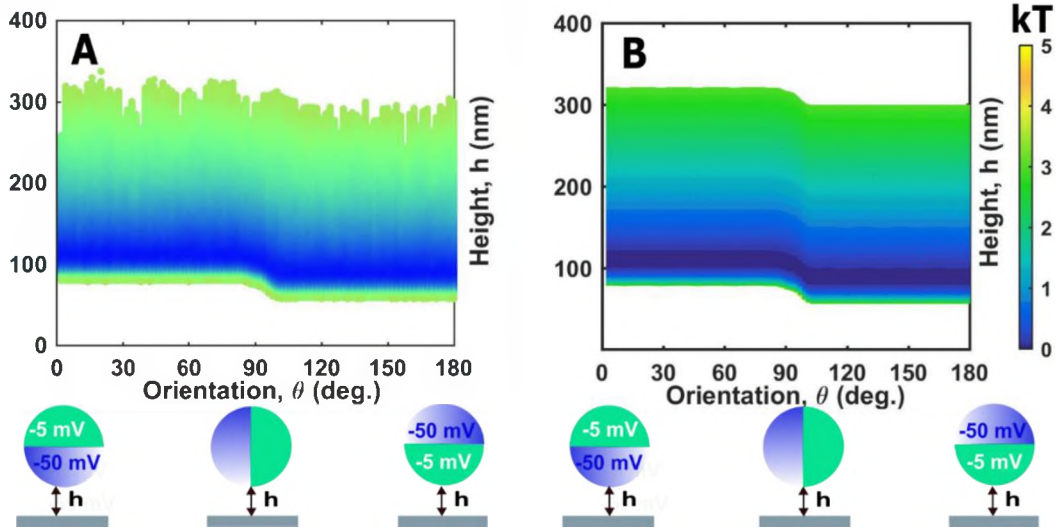 A
400
300
200
100
0
0 30 60 90 120 150 180
Orientation, θ (deg.)
Height, h (nm)
B
400
300
200
100
0 30 60 90 120 150 180
Orientation, θ (deg.)
Height, h (nm)
kT
5
4
3
2
1
0
-5 mV
-50 mV
h
-50 mV
-5 mV
h
h
-5 mV
-50 mV
h
-50 mV
-5 mV
h
h